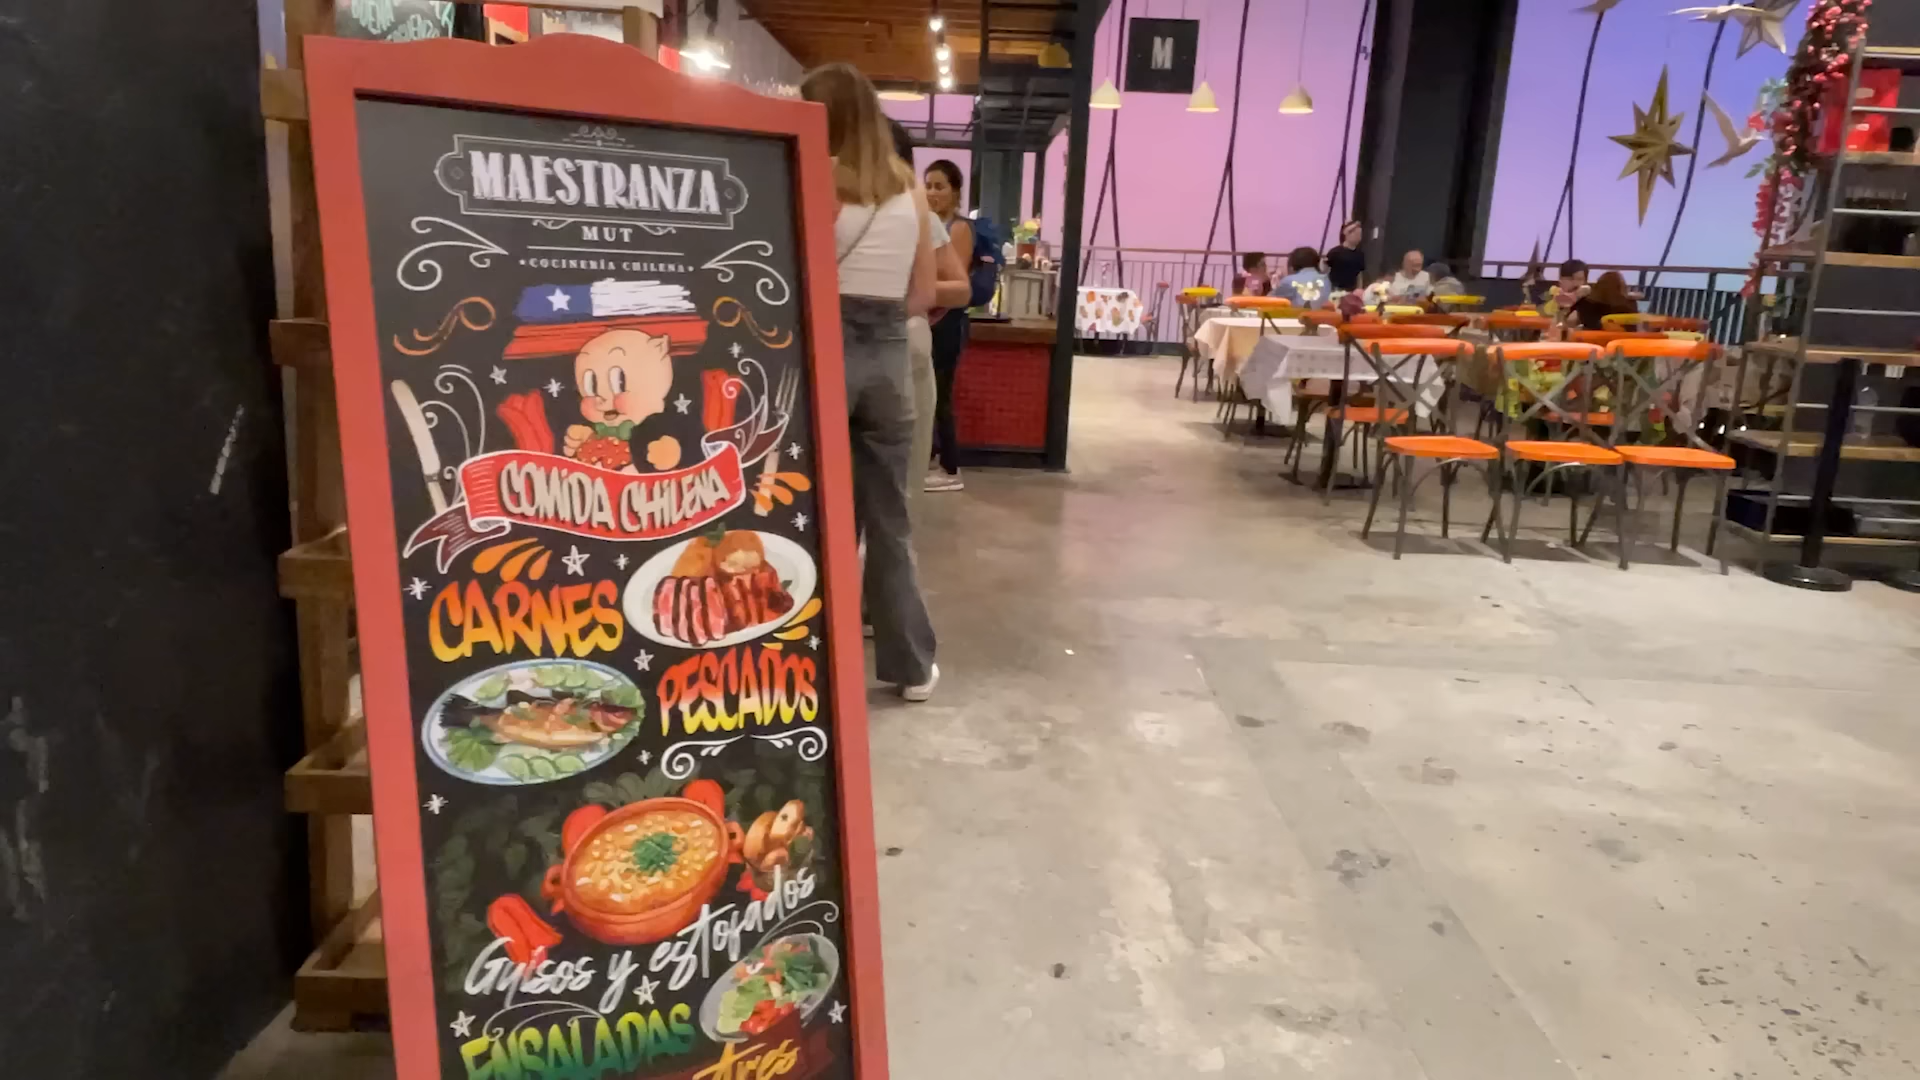 MAESTRANZA
MUT
COCINERÍA CHILENA
COMIDA CHILENA
CARNES
PESCADOS
Guisos y estofados
ENSALADAS
M